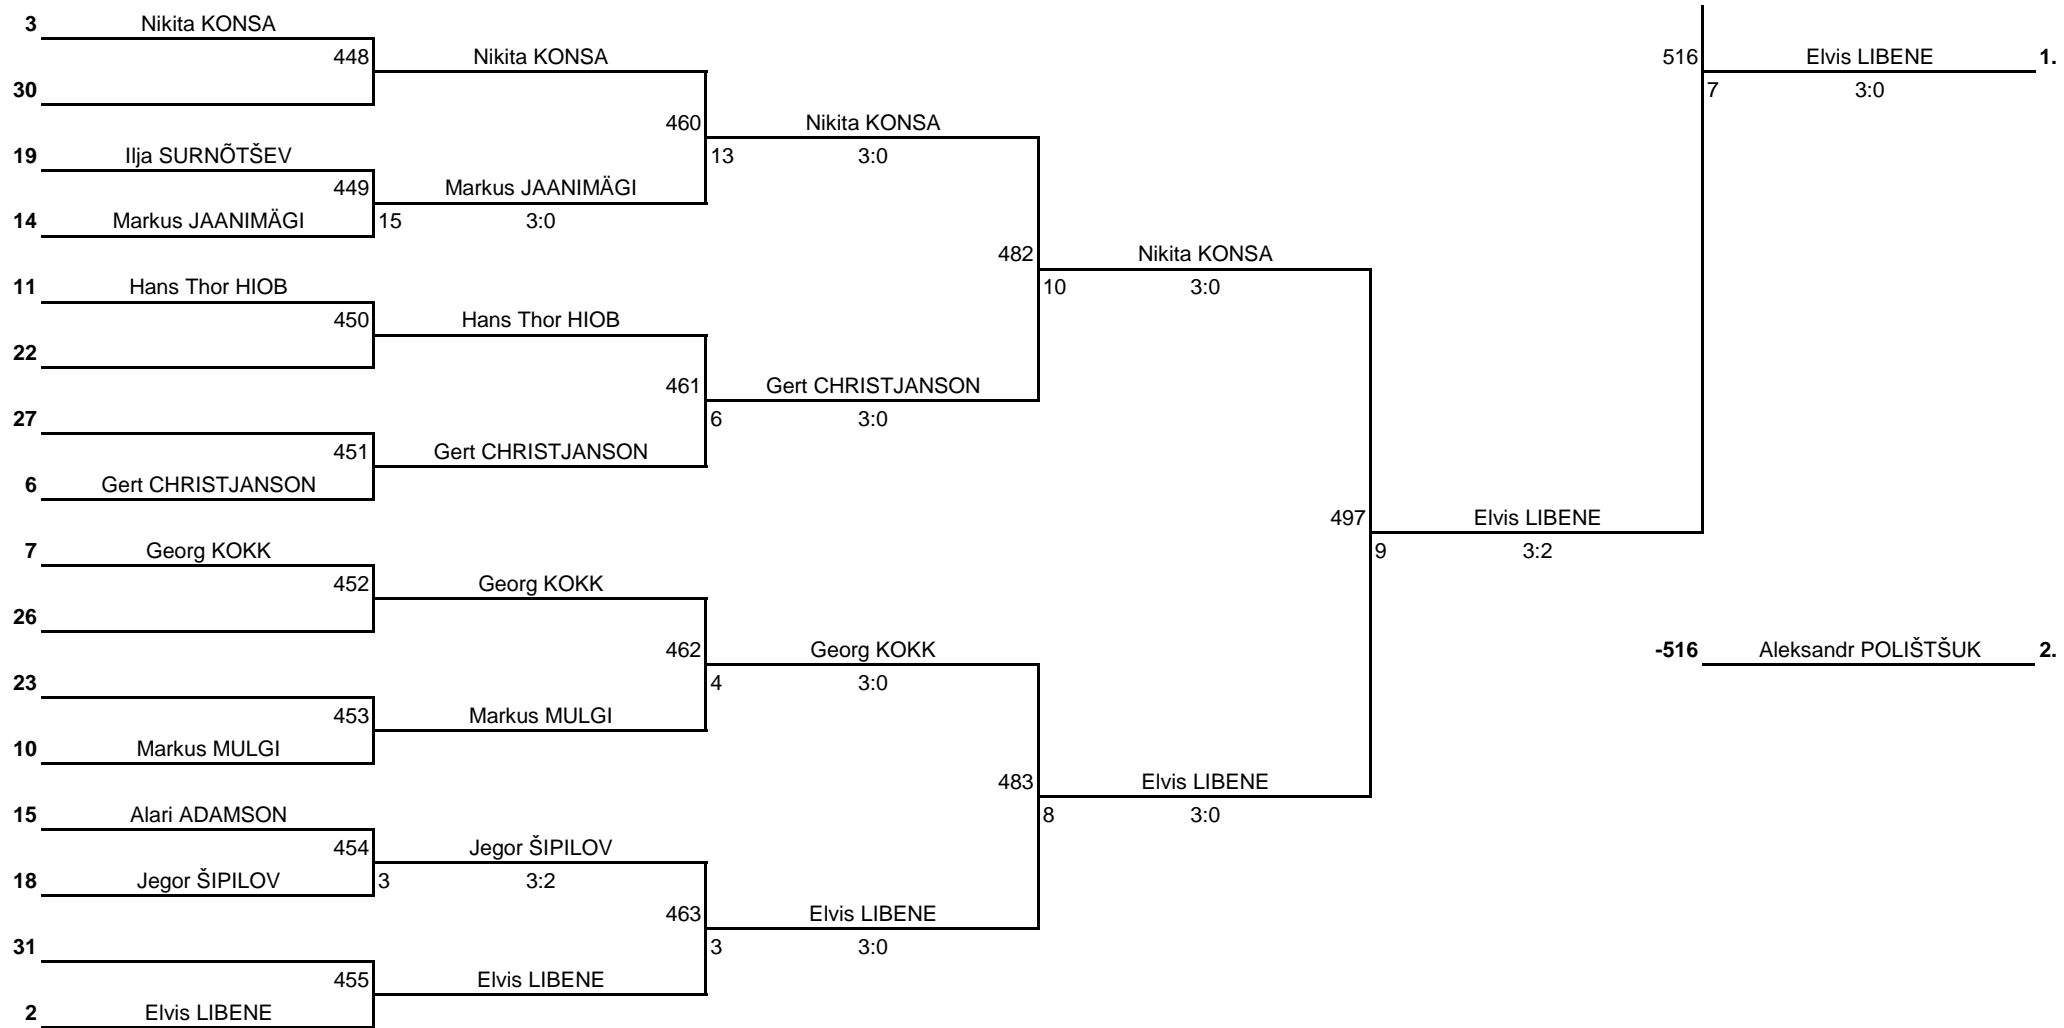 3 Nikita KONSA
448 Nikita KONSA 516 Elvis LIBENE 1.
30 7 3:0
460 Nikita KONSA
19 Ilja SURNÕTŠEV 13 3:0
449 Markus JAANIMÄGI
14 Markus JAANIMÄGI 15 3:0
482 Nikita KONSA
11 Hans Thor HIOB 10 3:0
450 Hans Thor HIOB
22
461 Gert CHRISTJANSON
27 6 3:0
451 Gert CHRISTJANSON
6 Gert CHRISTJANSON
497 Elvis LIBENE
7 Georg KOKK 9 3:2
452 Georg KOKK
26
462 Georg KOKK -516 Aleksandr POLIŠTŠUK 2.
23 4 3:0
453 Markus MULGI
10 Markus MULGI
483 Elvis LIBENE
15 Alari ADAMSON 8 3:0
454 Jegor ŠIPILOV
18 Jegor ŠIPILOV 3 3:2
463 Elvis LIBENE
31 3 3:0
455 Elvis LIBENE
2 Elvis LIBENE